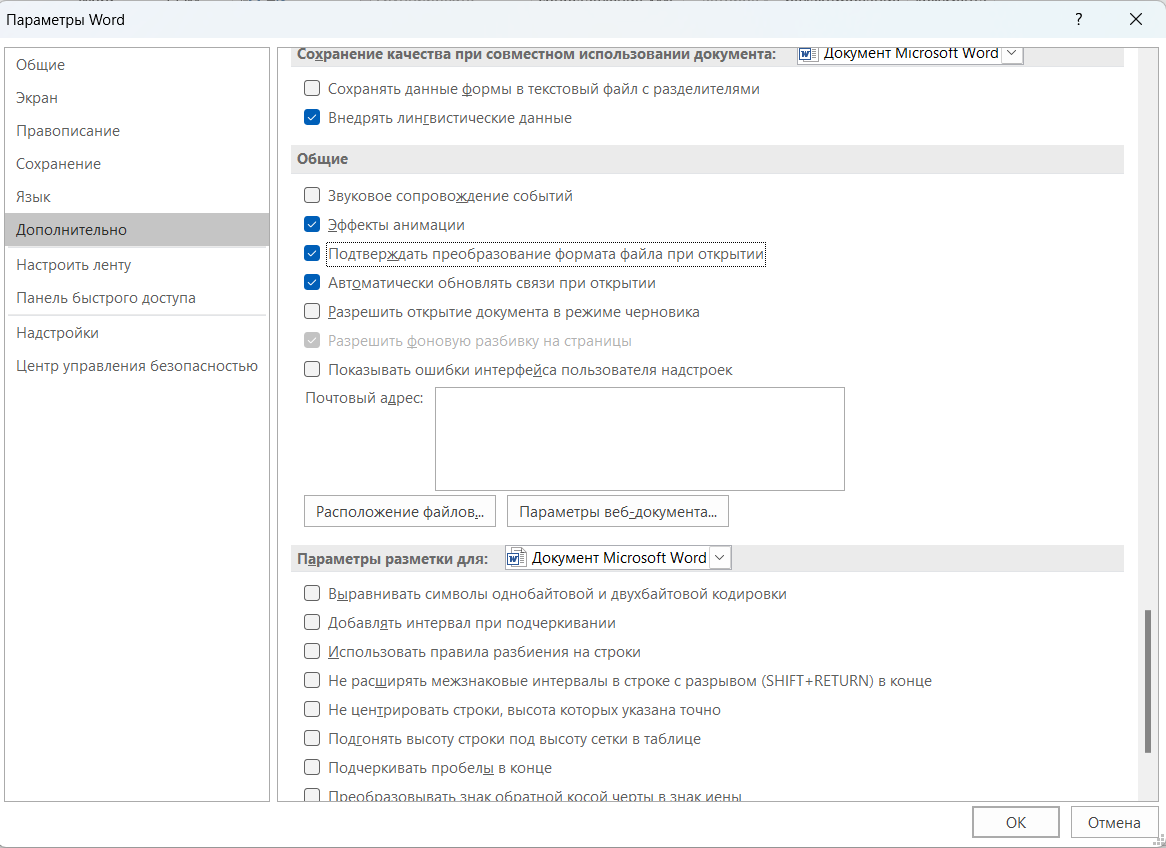 Параметры Word
?
Общие
Экран
Правописание
Сохранение
Язык
Дополнительно
Настроить ленту
Панель быстрого доступа
Надстройки
Центр управления безопасностью
Сохранение качества при совместном использовании документа: Документ Microsoft Word
Сохранять данные формы в текстовый файл с разделителями
Внедрять лингвистические данные
Общие
Звуковое сопровождение событий
Эффекты анимации
Подтверждать преобразование формата файла при открытии
Автоматически обновлять связи при открытии
Разрешить открытие документа в режиме черновика
Разрешить фоновую разбивку на страницы
Показывать ошибки интерфейса пользователя надстроек
Почтовый адрес:
Расположение файлов... Параметры веб-документа...
Параметры разметки для: Документ Microsoft Word
Выравнивать символы однобайтовой и двухбайтовой кодировки
Добавлять интервал при подчеркивании
Использовать правила разбиения на строки
Не расширять межзнаковые интервалы в строке с разрывом (SHIFT+RETURN) в конце
Не центрировать строки, высота которых указана точно
Подгонять высоту строки под высоту сетки в таблице
Подчеркивать пробелы в конце
Преобразовывать знак обратной косой черты в знак иены
ОК Отмена